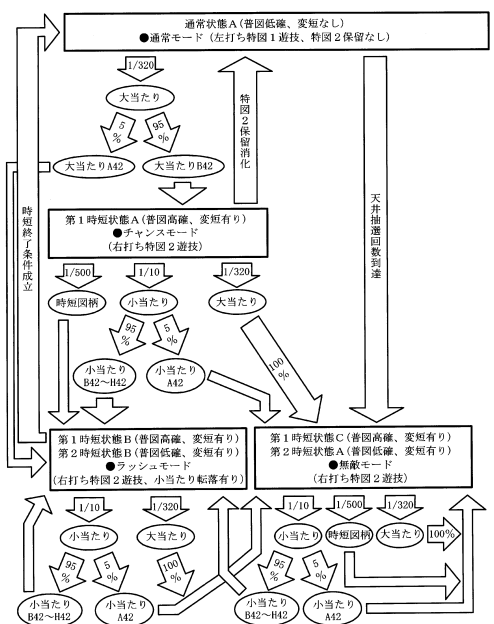 通常状態A（普図低確、変短なし）
●通常モード（左打ち特図１遊技、特図２保留なし）
1/320
大当たり
5%
95%
大当たりA42
大当たりB42
特図２保留消化
天井抽選回数到達
時短終了条件成立
第１時短状態A（普図高確、変短有り）
●チャンスモード
（右打ち特図２遊技）
1/500
1/10
1/320
時短図柄
小当たり
大当たり
95%
5%
100%
小当たり
B42〜H42
小当たり
A42
第１時短状態B（普図高確、変短有り）
第２時短状態B（普図低確、変短有り）
●ラッシュモード
（右打ち特図２遊技、小当たり転落有り）
第１時短状態C（普図高確、変短有り）
第２時短状態A（普図低確、変短有り）
●無敵モード
（右打ち特図２遊技）
1/10
1/320
小当たり
大当たり
95%
5%
100%
小当たり
B42〜H42
小当たり
A42
1/10
1/500
1/320
小当たり
時短図柄
大当たり
100%
95%
5%
小当たり
B42〜H42
小当たり
A42